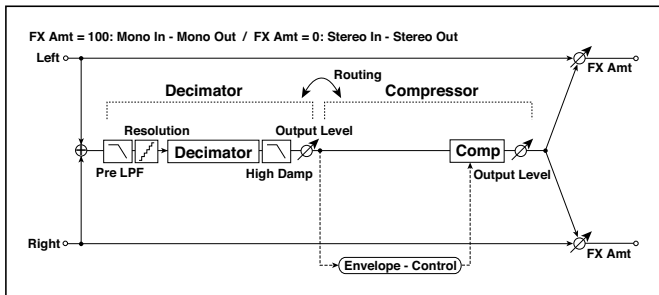 FX Amt = 100: Mono In - Mono Out / FX Amt = 0: Stereo In - Stereo Out
Left
FX Amt
Routing
Decimator
Compressor
Resolution
Output Level
Decimator
Comp
Pre LPF
High Damp
Output Level
Right
FX Amt
Envelope - Control